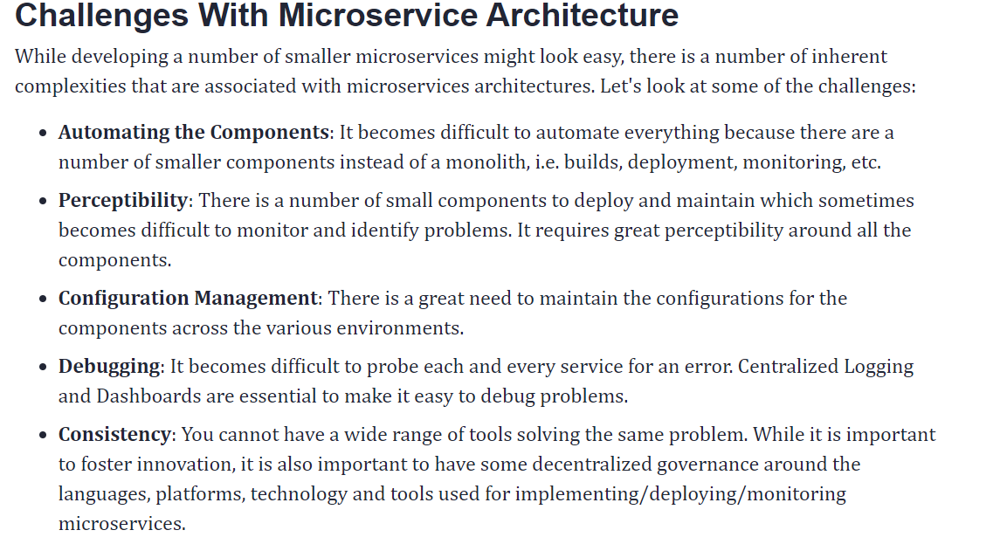 Challenges With Microservice Architecture
While developing a number of smaller microservices might look easy, there is a number of inherent
complexities that are associated with microservices architectures. Let's look at some of the challenges:
• Automating the Components: It becomes difficult to automate everything because there are a
number of smaller components instead of a monolith, i.e. builds, deployment, monitoring, etc.
• Perceptibility: There is a number of small components to deploy and maintain which sometimes
becomes difficult to monitor and identify problems. It requires great perceptibility around all the
components.
• Configuration Management: There is a great need to maintain the configurations for the
components across the various environments.
• Debugging: It becomes difficult to probe each and every service for an error. Centralized Logging
and Dashboards are essential to make it easy to debug problems.
• Consistency: You cannot have a wide range of tools solving the same problem. While it is important
to foster innovation, it is also important to have some decentralized governance around the
languages, platforms, technology and tools used for implementing/deploying/monitoring
microservices.